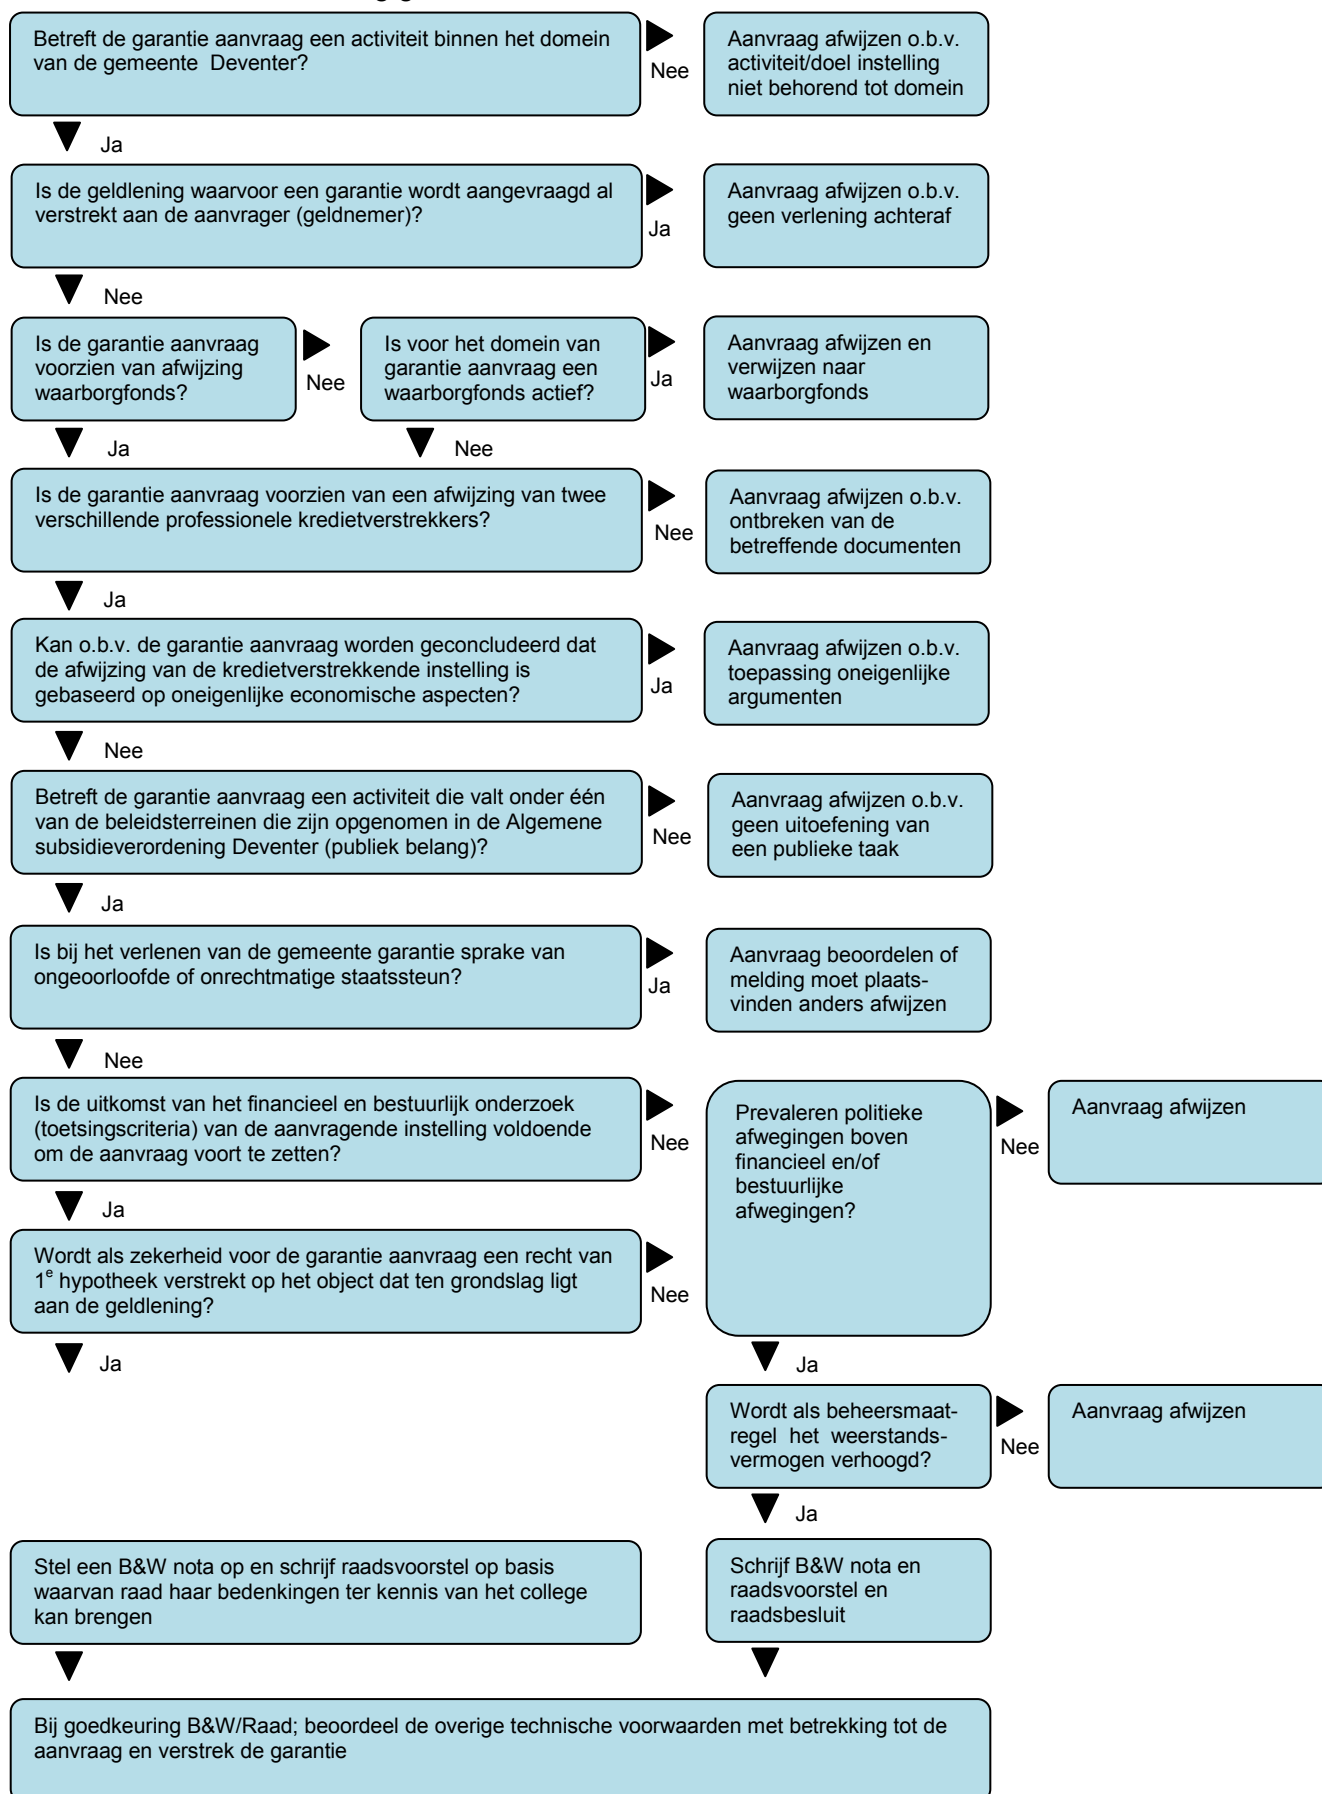 Betreft de garantie aanvraag een activiteit binnen het domein
van de gemeente Deventer?
Nee
Aanvraag afwijzen o.b.v.
activiteit/doel instelling
niet behorend tot domein
Ja
Is de geldlening waarvoor een garantie wordt aangevraagd al
verstrekt aan de aanvrager (geldnemer)?
Ja
Aanvraag afwijzen o.b.v.
geen verlening achteraf
Nee
Is de garantie aanvraag
voorzien van afwijzing
waarborgfonds?
Nee
Is voor het domein van
garantie aanvraag een
waarborgfonds actief?
Ja
Aanvraag afwijzen en
verwijzen naar
waarborgfonds
Ja
Nee
Is de garantie aanvraag voorzien van een afwijzing van twee
verschillende professionele kredietverstrekkers?
Nee
Aanvraag afwijzen o.b.v.
ontbreken van de
betreffende documenten
Ja
Kan o.b.v. de garantie aanvraag worden geconcludeerd dat
de afwijzing van de kredietverstrekkende instelling is
gebaseerd op oneigenlijke economische aspecten?
Ja
Aanvraag afwijzen o.b.v.
toepassing oneigenlijke
argumenten
Nee
Betreft de garantie aanvraag een activiteit die valt onder één
van de beleidsterreinen die zijn opgenomen in de Algemene
subsidieverordening Deventer (publiek belang)?
Nee
Aanvraag afwijzen o.b.v.
geen uitoefening van
een publieke taak
Ja
Is bij het verlenen van de gemeente garantie sprake van
ongeoorloofde of onrechtmatige staatssteun?
Ja
Aanvraag beoordelen of
melding moet plaats-
vinden anders afwijzen
Nee
Is de uitkomst van het financieel en bestuurlijk onderzoek
(toetsingscriteria) van de aanvragende instelling voldoende
om de aanvraag voort te zetten?
Nee
Prevaleren politieke
afwegingen boven
financieel en/of
bestuurlijke
afwegingen?
Nee
Aanvraag afwijzen
Ja
Wordt als zekerheid voor de garantie aanvraag een recht van
1e hypotheek verstrekt op het object dat ten grondslag ligt
aan de geldlening?
Nee
Ja
Ja
Wordt als beheersmaat-
regel het weerstands-
vermogen verhoogd?
Nee
Aanvraag afwijzen
Ja
Stel een B&W nota op en schrijf raadsvoorstel op basis
waarvan raad haar bedenkingen ter kennis van het college
kan brengen
Schrijf B&W nota en
raadsvoorstel en
raadsbesluit
Bij goedkeuring B&W/Raad; beoordeel de overige technische voorwaarden met betrekking tot de
aanvraag en verstrek de garantie